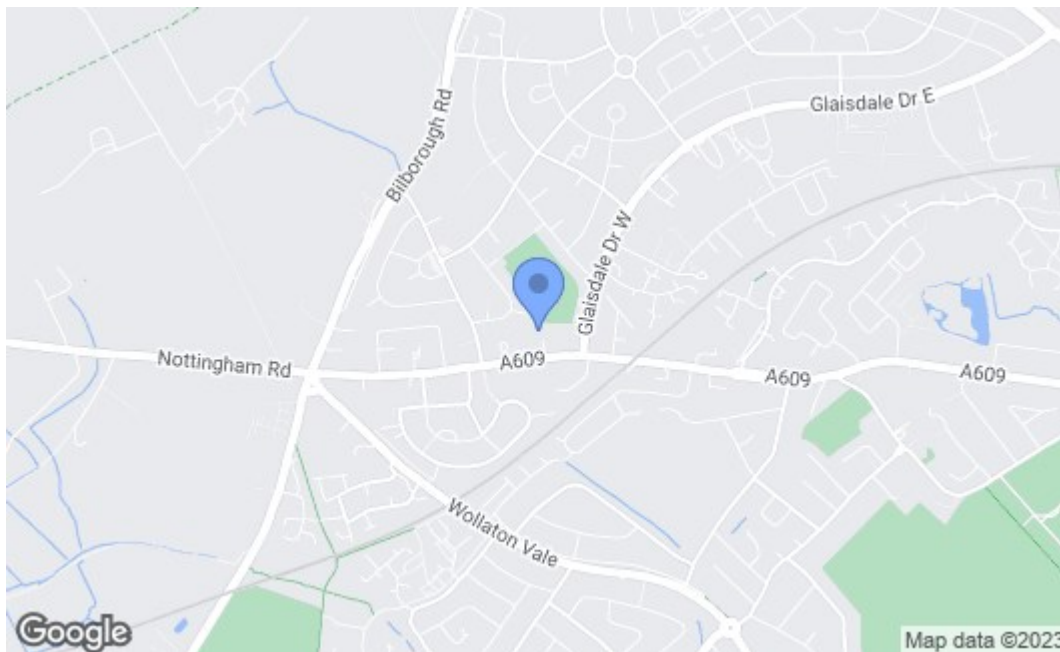 Glaisdale Dr E
Bilborough Rd
Glaisdale Dr W
Nottingham Rd
A609
A609
A609
Wollaton Vale
Google
Map data ©2023